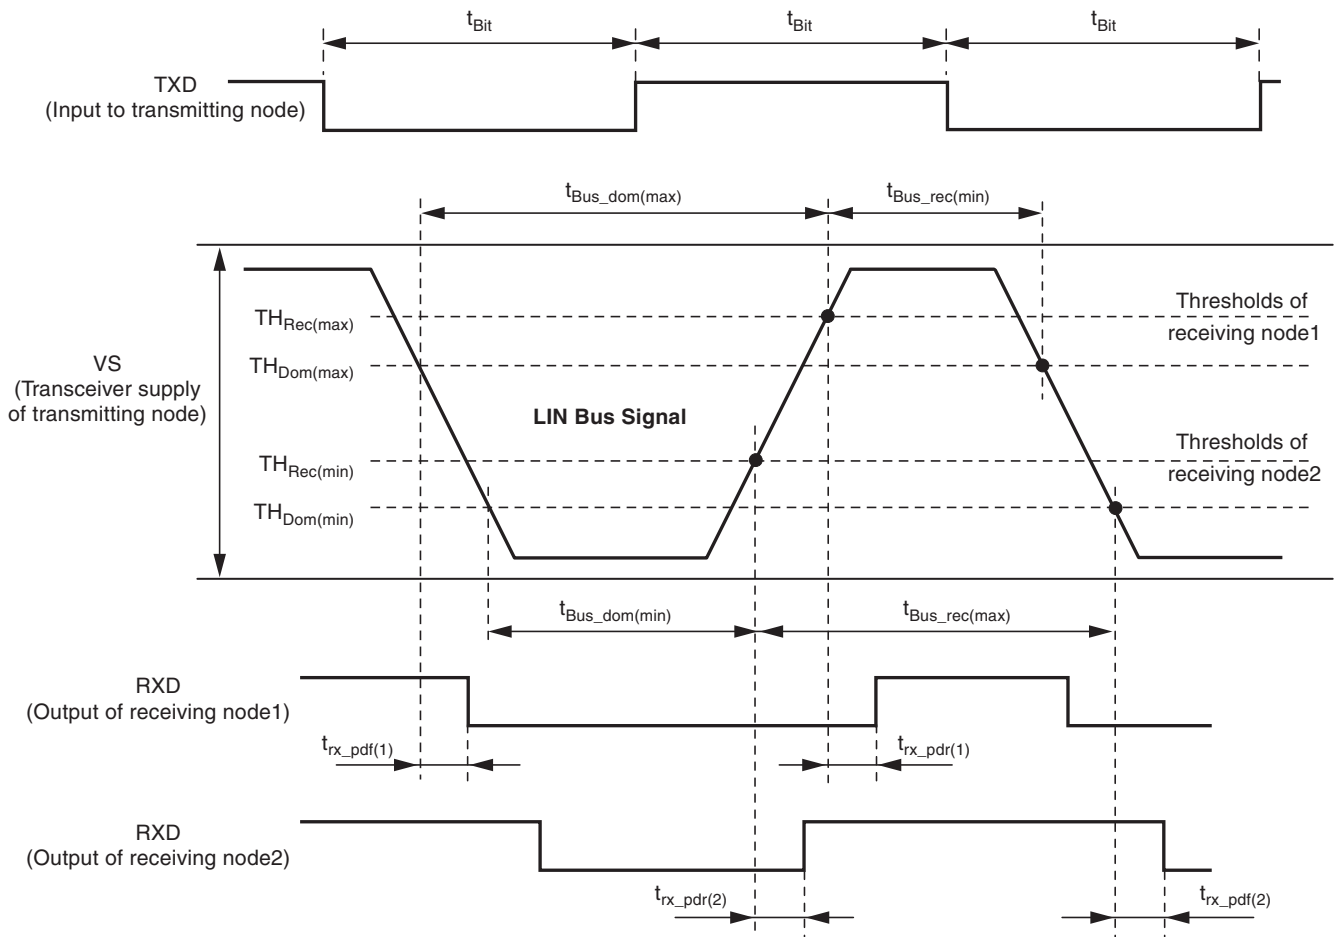 tBit
tBit
tBit
TXD
(Input to transmitting node)
tBus_dom(max)
tBus_rec(min)
THRec(max)
Thresholds of
receiving node1
VS
(Transceiver supply
of transmitting node)
THDom(max)
LIN Bus Signal
THRec(min)
Thresholds of
receiving node2
THDom(min)
tBus_dom(min)
tBus_rec(max)
RXD
(Output of receiving node1)
trx_pdf(1)
trx_pdr(1)
RXD
(Output of receiving node2)
trx_pdr(2)
trx_pdf(2)